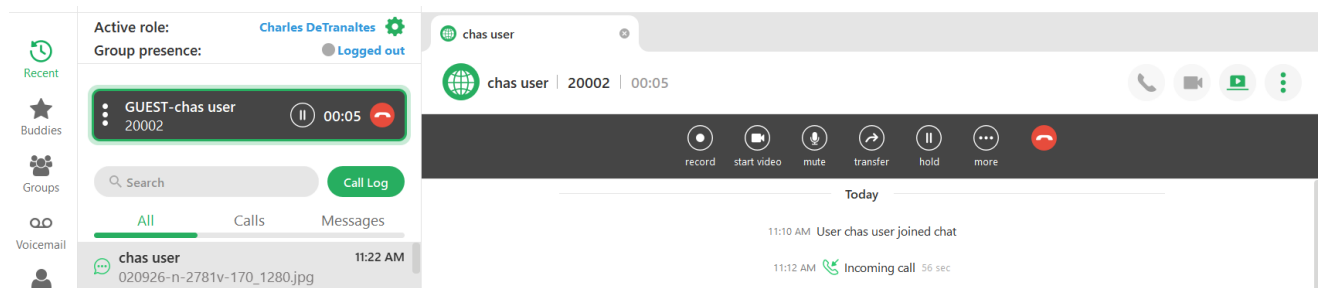 Active role:
Charles DeTranaltes
Group presence:
Logged out
Recent
Buddies
Groups
Voicemail
GUEST-chas user
20002
00:05
Search
Call Log
All
Calls
Messages
chas user
11:22 AM
020926-n-2781v-170_1280.jpg
chas user
chas user
20002
00:05
record
start video
mute
transfer
hold
more
Today
11:10 AM User chas user joined chat
11:12 AM Incoming call 56 sec